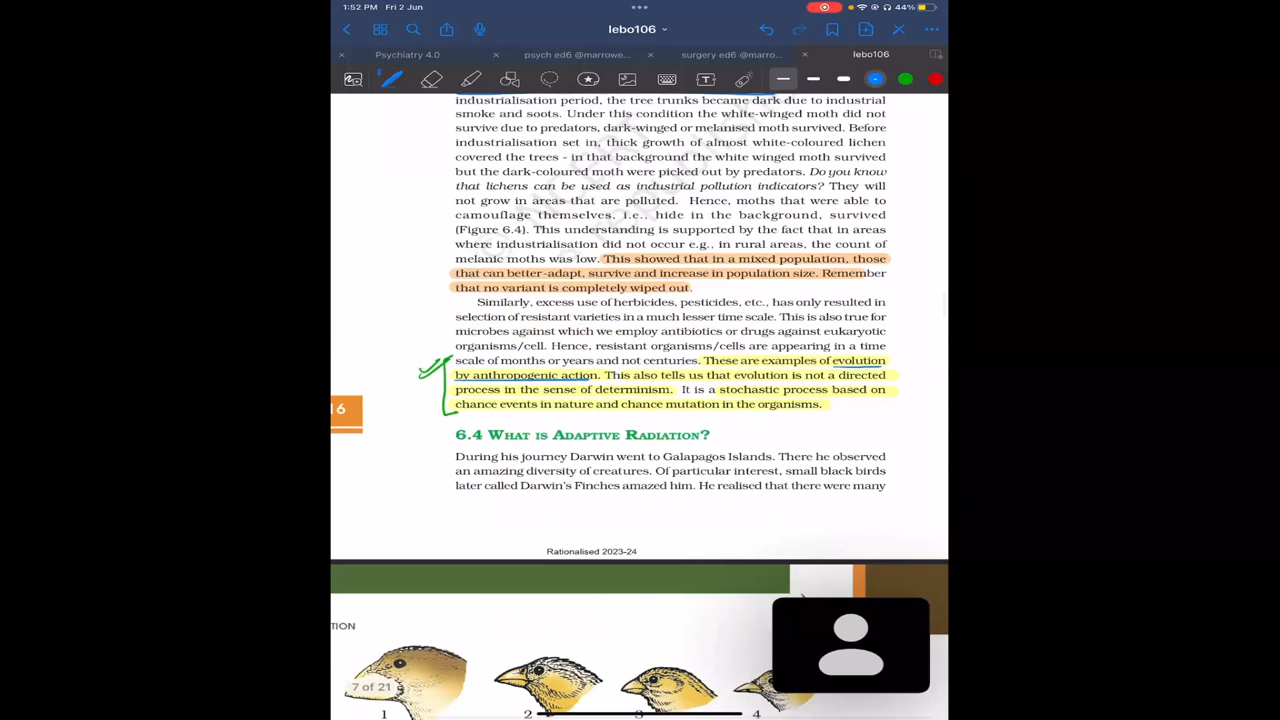 1:52 PM Fri 2 Jun
44%
lebo106
Psychiatry 4.0
psych ed6 @marrowe...
surgery ed6 @marro...
lebo106
industrialisation period, the tree trunks became dark due to industrial
smoke and soots. Under this condition the white-winged moth did not
survive due to predators, dark-winged or melanised moth survived. Before
industrialisation set in, thick growth of almost white-coloured lichen
covered the trees - in that background the white winged moth survived
but the dark-coloured moth were picked out by predators. Do you know
that lichens can be used as industrial pollution indicators? They will
not grow in areas that are polluted. Hence, moths that were able to
camouflage themselves, i.e., hide in the background, survived
(Figure 6.4). This understanding is supported by the fact that in areas
where industrialisation did not occur e.g., in rural areas, the count of
melanic moths was low. This showed that in a mixed population, those
that can better-adapt, survive and increase in population size. Remember
that no variant is completely wiped out.
Similarly, excess use of herbicides, pesticides, etc., has only resulted in
selection of resistant varieties in a much lesser time scale. This is also true for
microbes against which we employ antibiotics or drugs against eukaryotic
organisms/cell. Hence, resistant organisms/cells are appearing in a time
scale of months or years and not centuries. These are examples of evolution
by anthropogenic action. This also tells us that evolution is not a directed
process in the sense of determinism. It is a stochastic process based on
chance events in nature and chance mutation in the organisms.
16
6.4 What is Adaptive Radiation?
During his journey Darwin went to Galapagos Islands. There he observed
an amazing diversity of creatures. Of particular interest, small black birds
later called Darwin's Finches amazed him. He realised that there were many
Rationalised 2023-24
TION
7 of 21
1
2
3
4